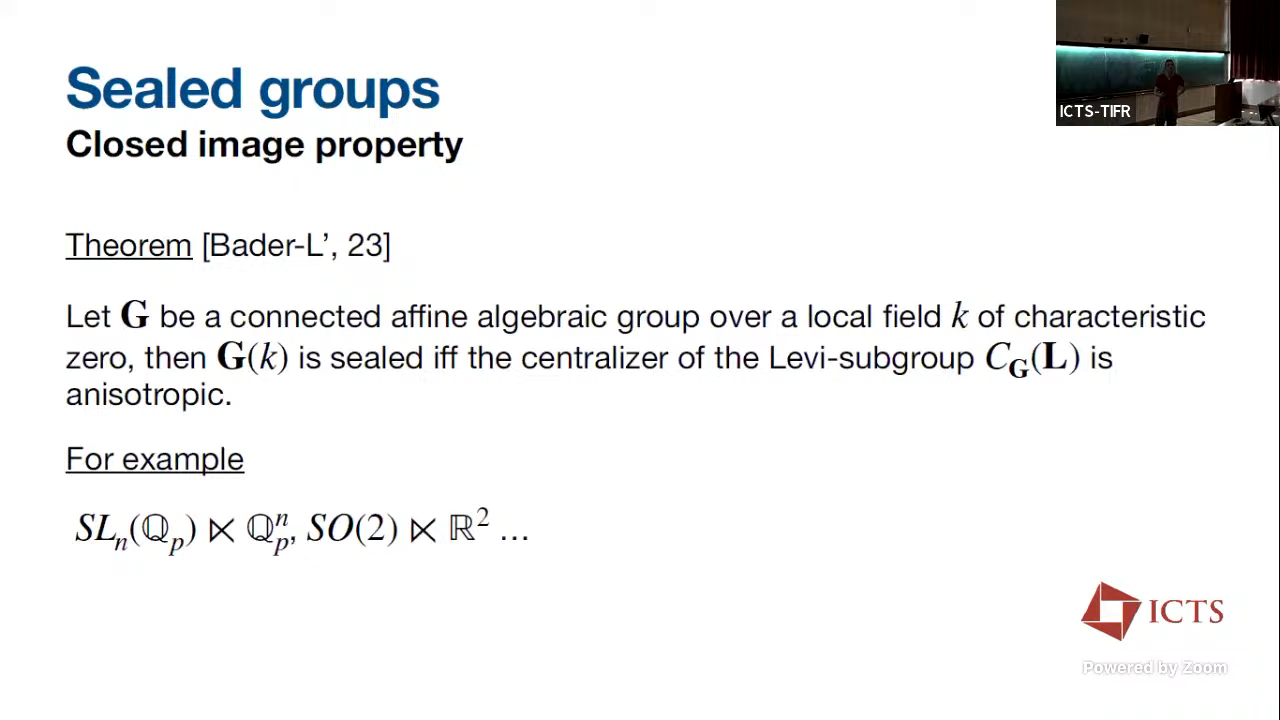 Sealed groups
ICTS-TIFR
Closed image property
Theorem [Bader-L’, 23]
Let G be a connected affine algebraic group over a local field k of characteristic
zero, then G(k) is sealed iff the centralizer of the Levi-subgroup C_G(L) is
anisotropic.
For example
SL_n(ℚ_p) ⋉ ℚ_p^n, SO(2) ⋉ ℝ^2 …
ICTS
Powered by Zoom